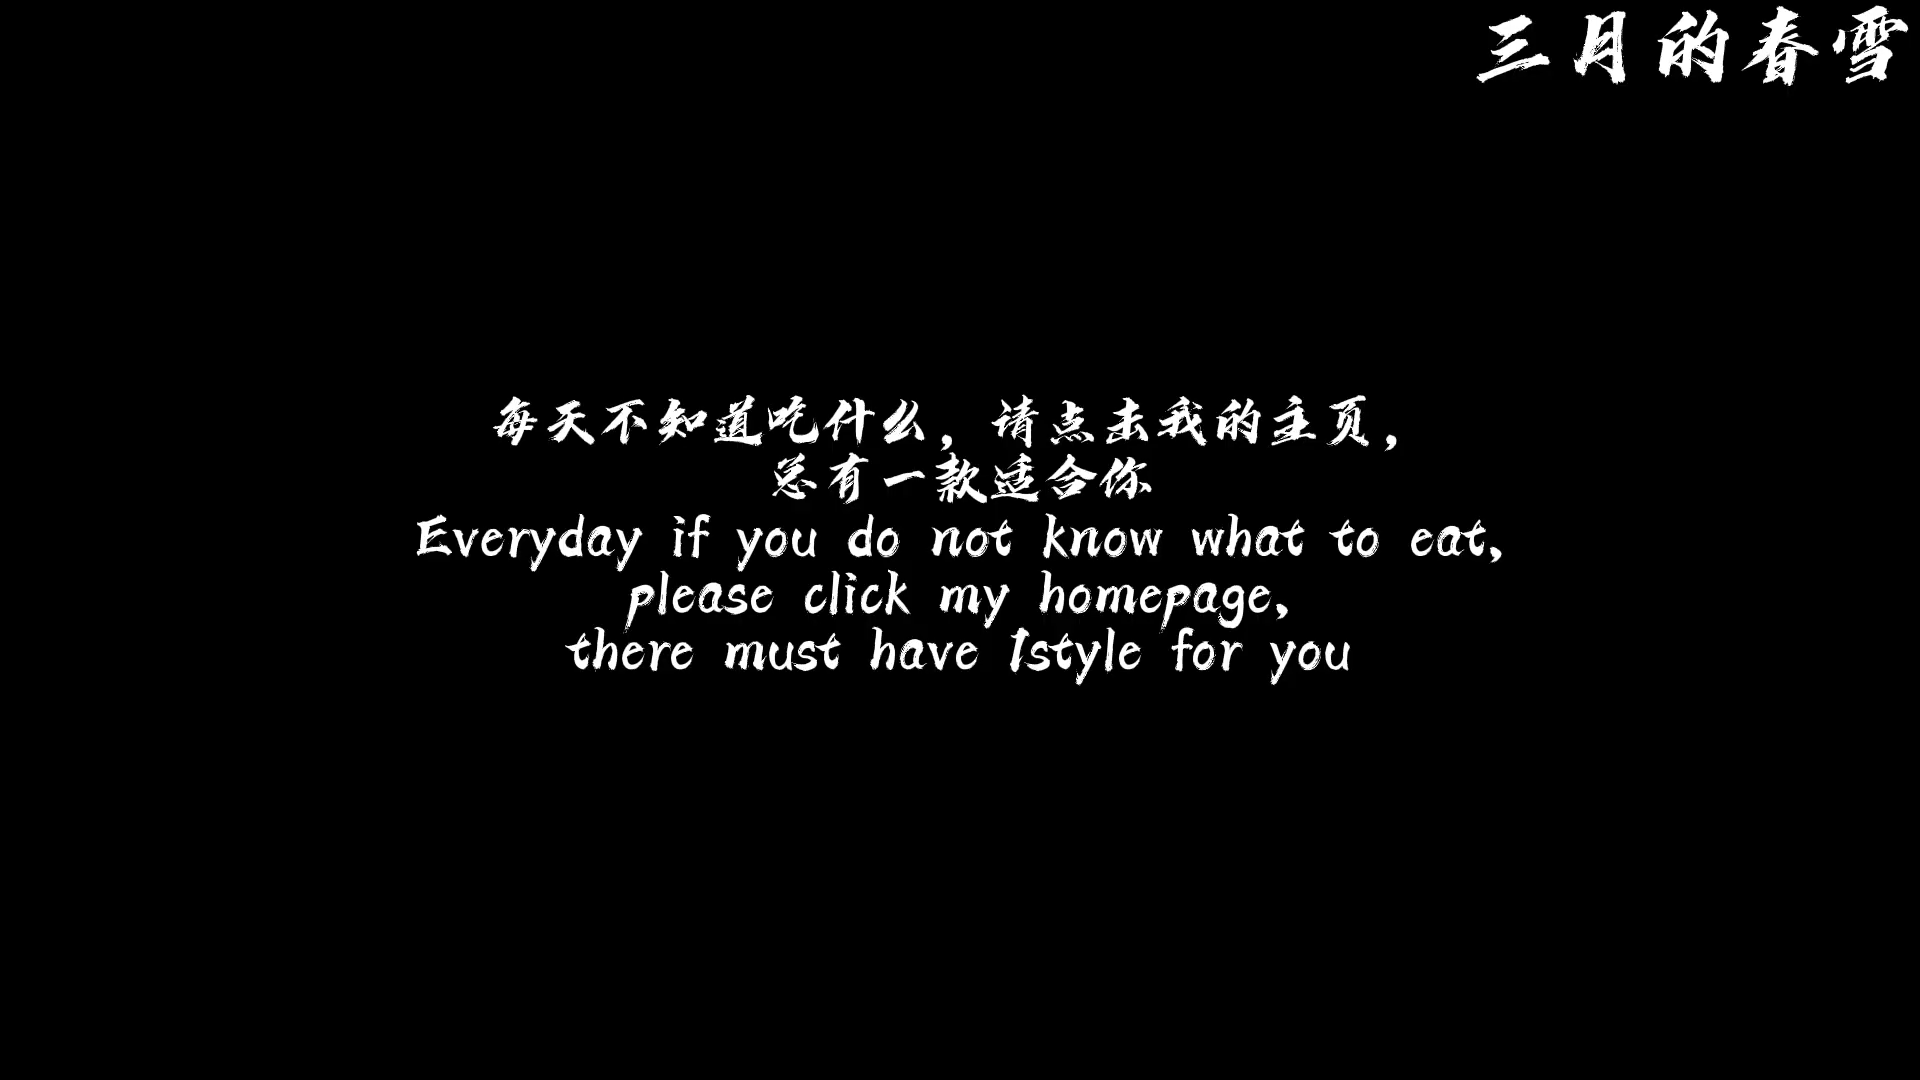 三月的春雪
每天不知道吃什么，请点击我的主页，
总有一款适合你
Everyday if you do not know what to eat,
please click my homepage,
there must have 1style for you